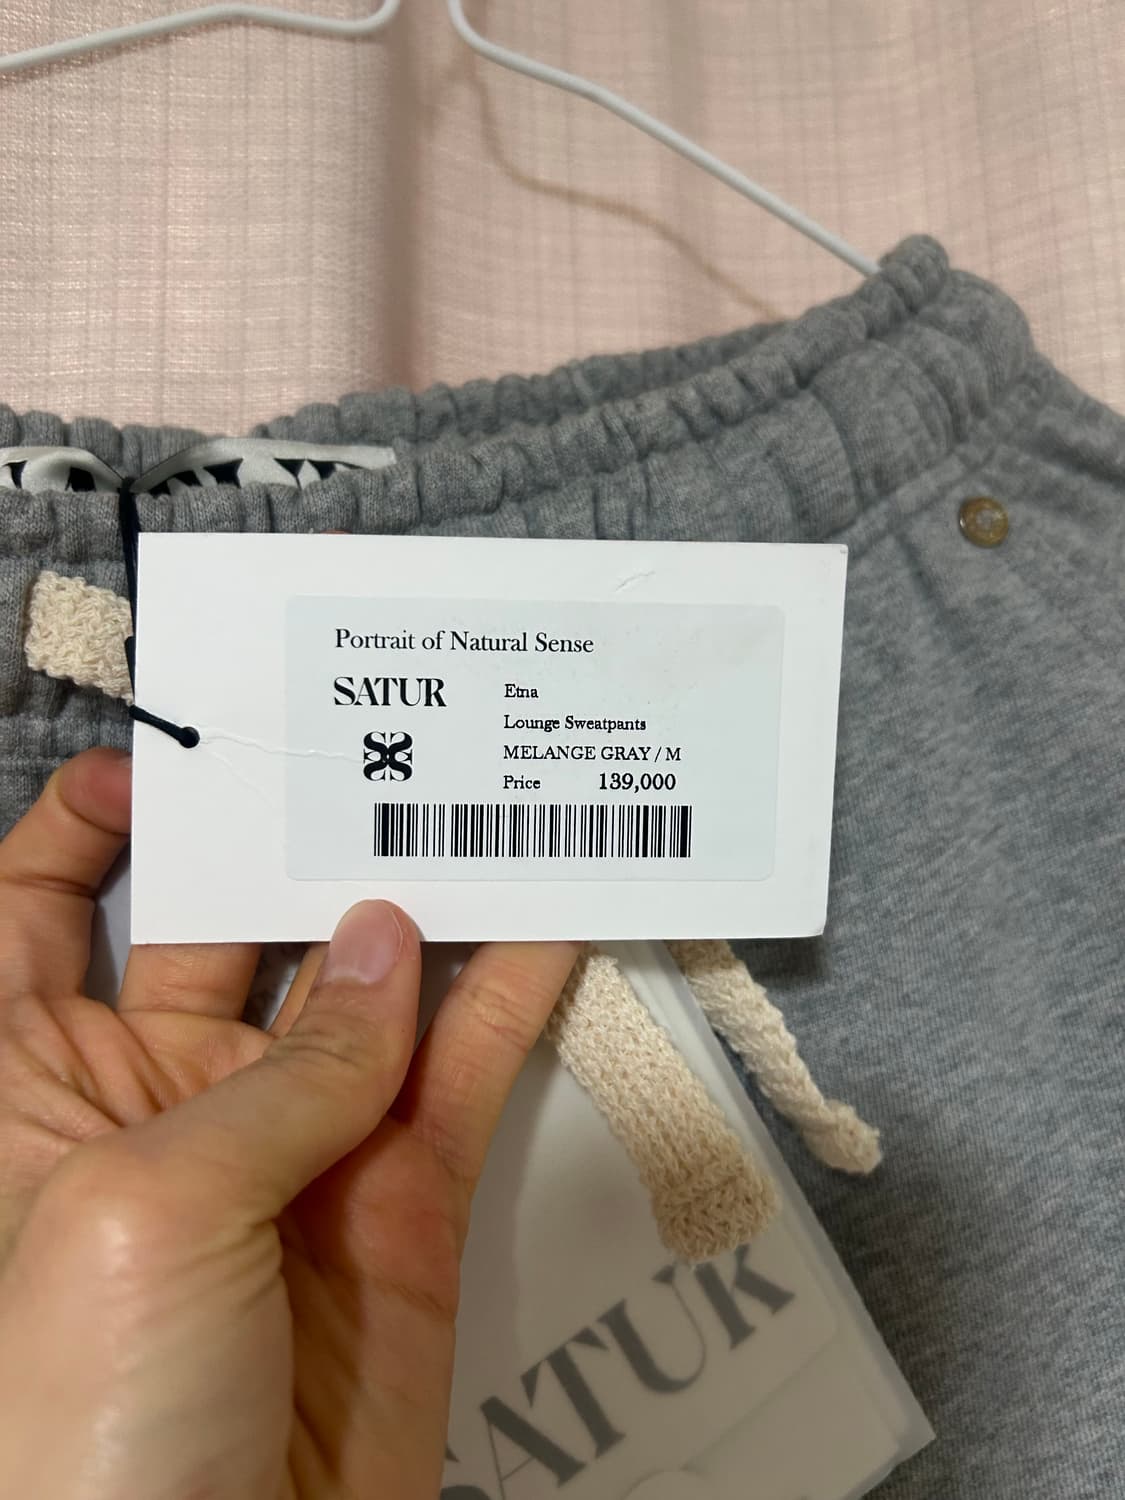 Portrait of Natural Sense
SATUR
Etna
Lounge Sweatpants
MELANGE GRAY / M
Price 139,000
SATUR